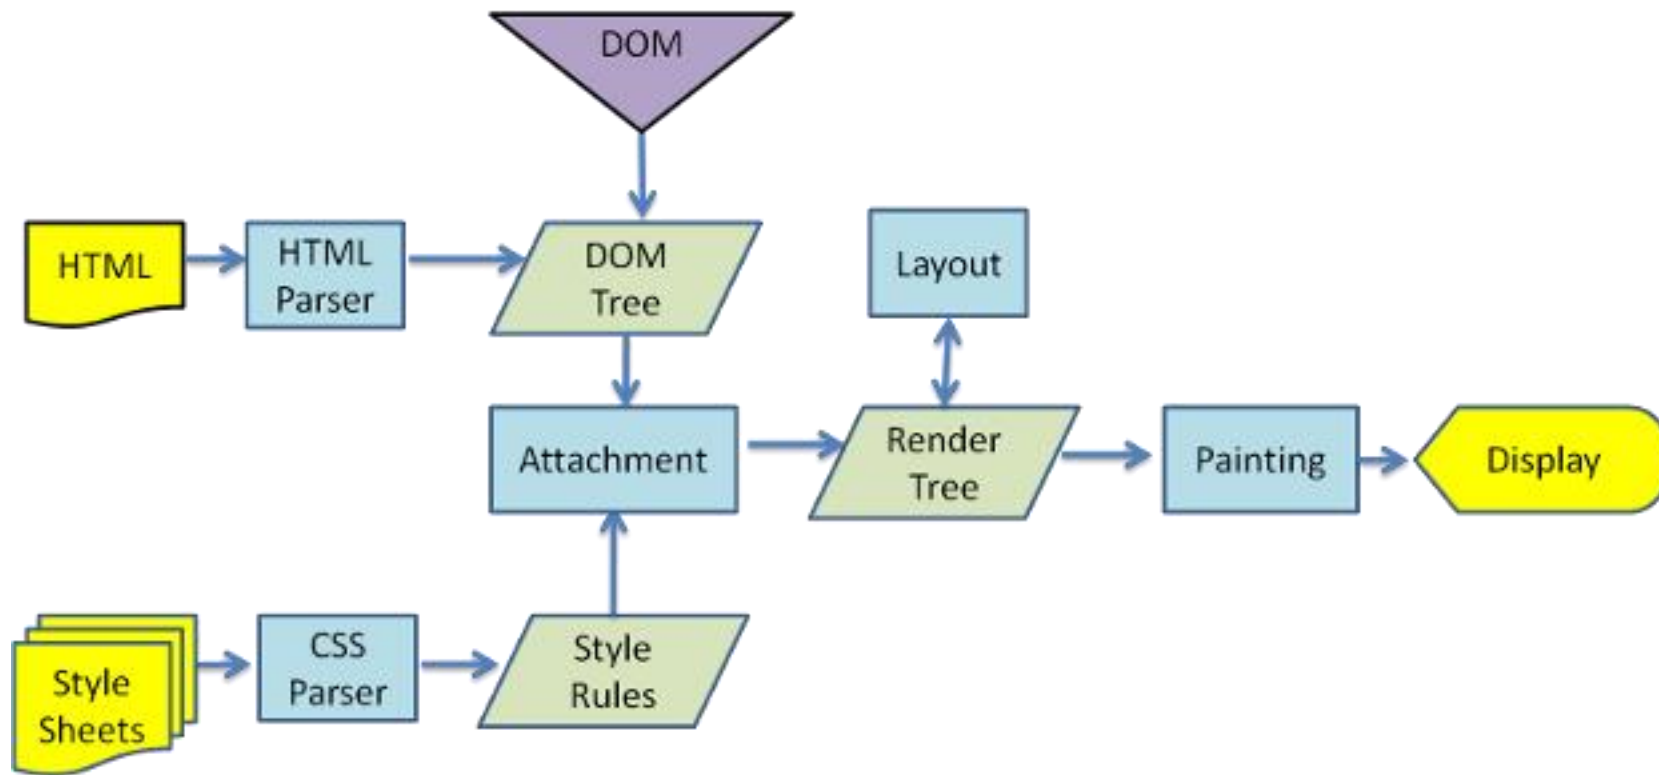 DOM
HTML
HTML
Parser
DOM
Tree
Layout
Attachment
Render
Tree
Painting
Display
Style
Sheets
CSS
Parser
Style
Rules